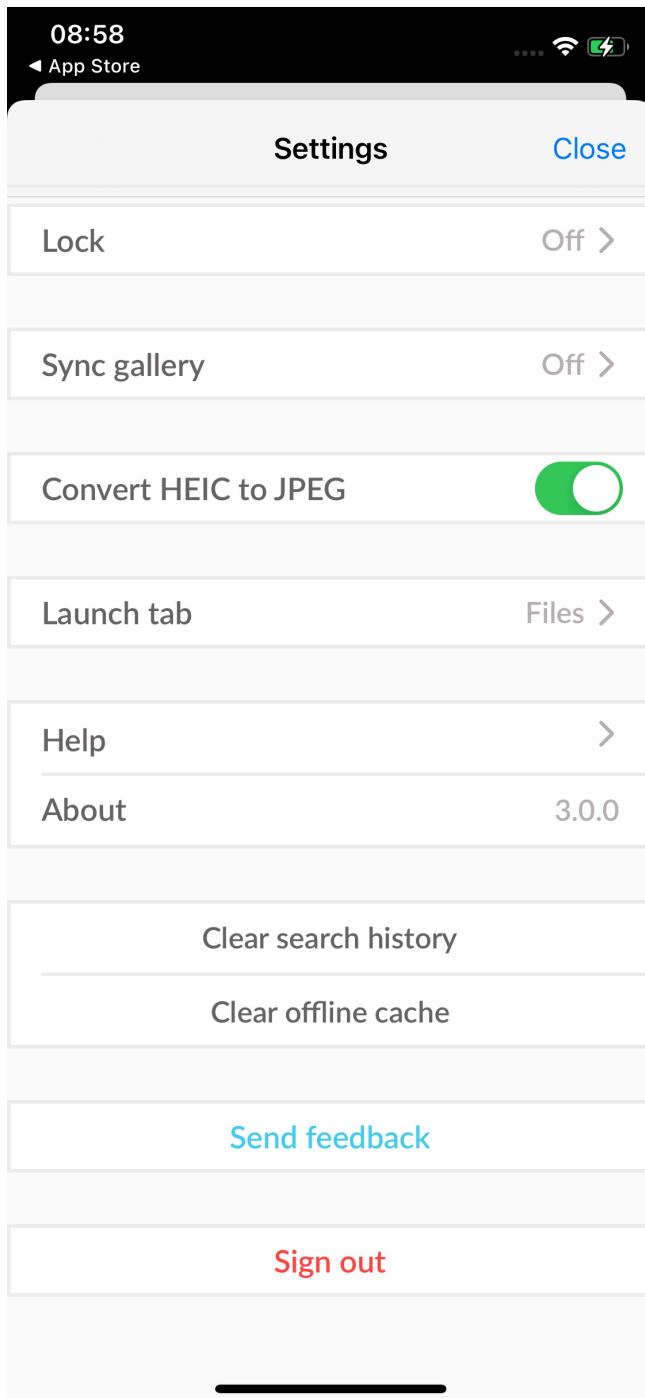 08:58
◀ App Store
Settings
Close
Lock
Off
Sync gallery
Off
Convert HEIC to JPEG
Launch tab
Files
Help
About
3.0.0
Clear search history
Clear offline cache
Send feedback
Sign out